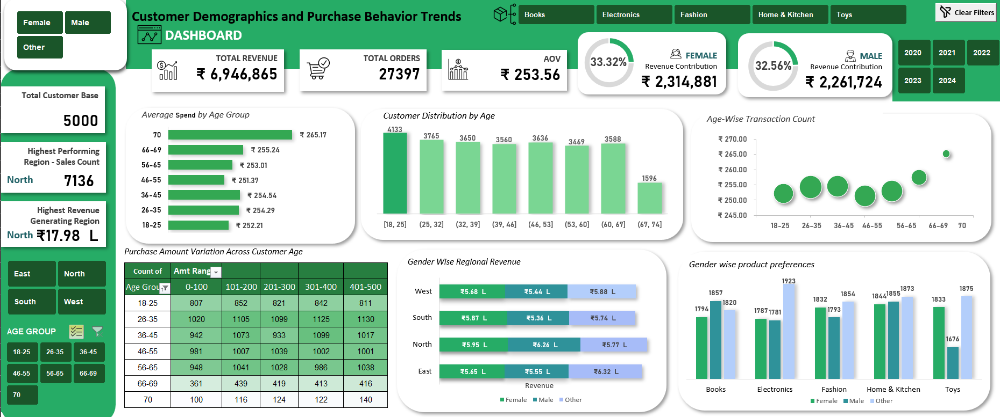 Female
Male
Other
Customer Demographics and Purchase Behavior Trends
DASHBOARD
Books
Electronics
Fashion
Home & Kitchen
Toys
Clear Filters
2020
2021
2022
2023
2024
TOTAL REVENUE
₹ 6,946,865
TOTAL ORDERS
27397
AOV
₹ 253.56
33.32%
FEMALE
Revenue Contribution
₹ 2,314,881
32.56%
MALE
Revenue Contribution
₹ 2,261,724
Total Customer Base
5000
Highest Performing
Region - Sales Count
North 7136
Highest Revenue
Generating Region
North ₹17.98 L
East
North
South
West
AGE GROUP
18-25
26-35
36-45
46-55
56-65
66-69
70
Average Spend by Age Group
70 ₹ 265.17
66-69 ₹ 255.24
56-65 ₹ 253.01
46-55 ₹ 251.37
36-45 ₹ 254.54
26-35 ₹ 254.29
18-25 ₹ 252.21
Customer Distribution by Age
4133 3765 3650 3560 3636 3469 3588 1596
[18, 25] (25, 32] (32, 39] (39, 46] (46, 53] (53, 60] (60, 67] (67, 74]
Age-Wise Transaction Count
₹ 270.00
₹ 265.00
₹ 260.00
₹ 255.00
₹ 250.00
₹ 245.00
18-25 26-35 36-45 46-55 56-65 66-69 70
Purchase Amount Variation Across Customer Age
Count of Amt Rang
Age Grou 0-100 101-200 201-300 301-400 401-500
18-25 807 852 821 842 811
26-35 1020 1105 1099 1125 1130
36-45 942 1073 933 1099 1017
46-55 981 1007 1039 1002 1001
56-65 948 1041 1028 986 1038
66-69 361 439 419 413 416
70 100 116 124 122 140
Gender Wise Regional Revenue
West ₹5.68 L ₹5.44 L ₹5.88 L
South ₹5.87 L ₹5.36 L ₹5.74 L
North ₹5.95 L ₹6.26 L ₹5.77 L
East ₹5.65 L ₹5.55 L ₹6.32 L
Revenue
Female Male Other
Gender wise product preferences
1794 1857 1820 1787 1781 1923 1832 1793 1854 1844 1855 1873 1833 1676 1875
Books Electronics Fashion Home & Kitchen Toys
Female Male Other